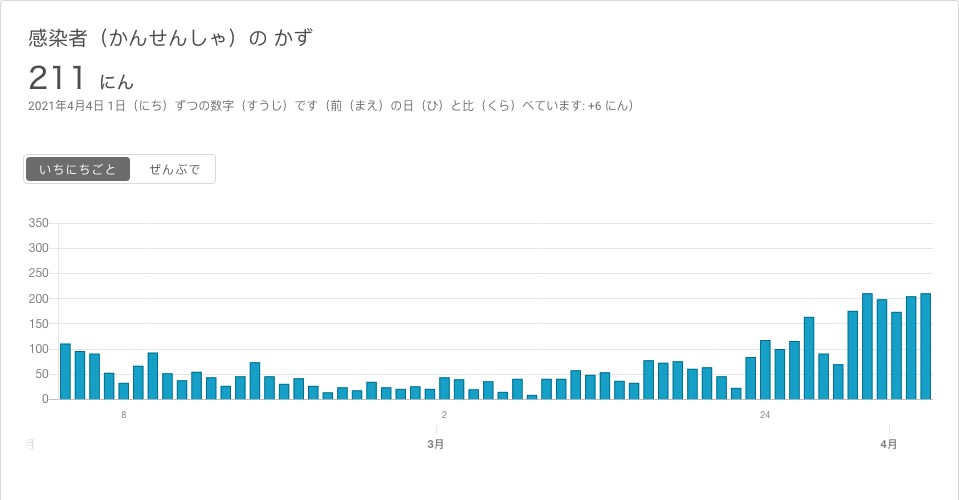 感染者（かんせんしゃ）の かず
211 にん
2021年4月4日 1日（にち）ずつの数字（すうじ）です（前（まえ）の日（ひ）と比（くら）べています: +6 にん）
いちにちごと ぜんぶで
350
300
250
200
150
100
50
0
8 2 24
月 3月 4月